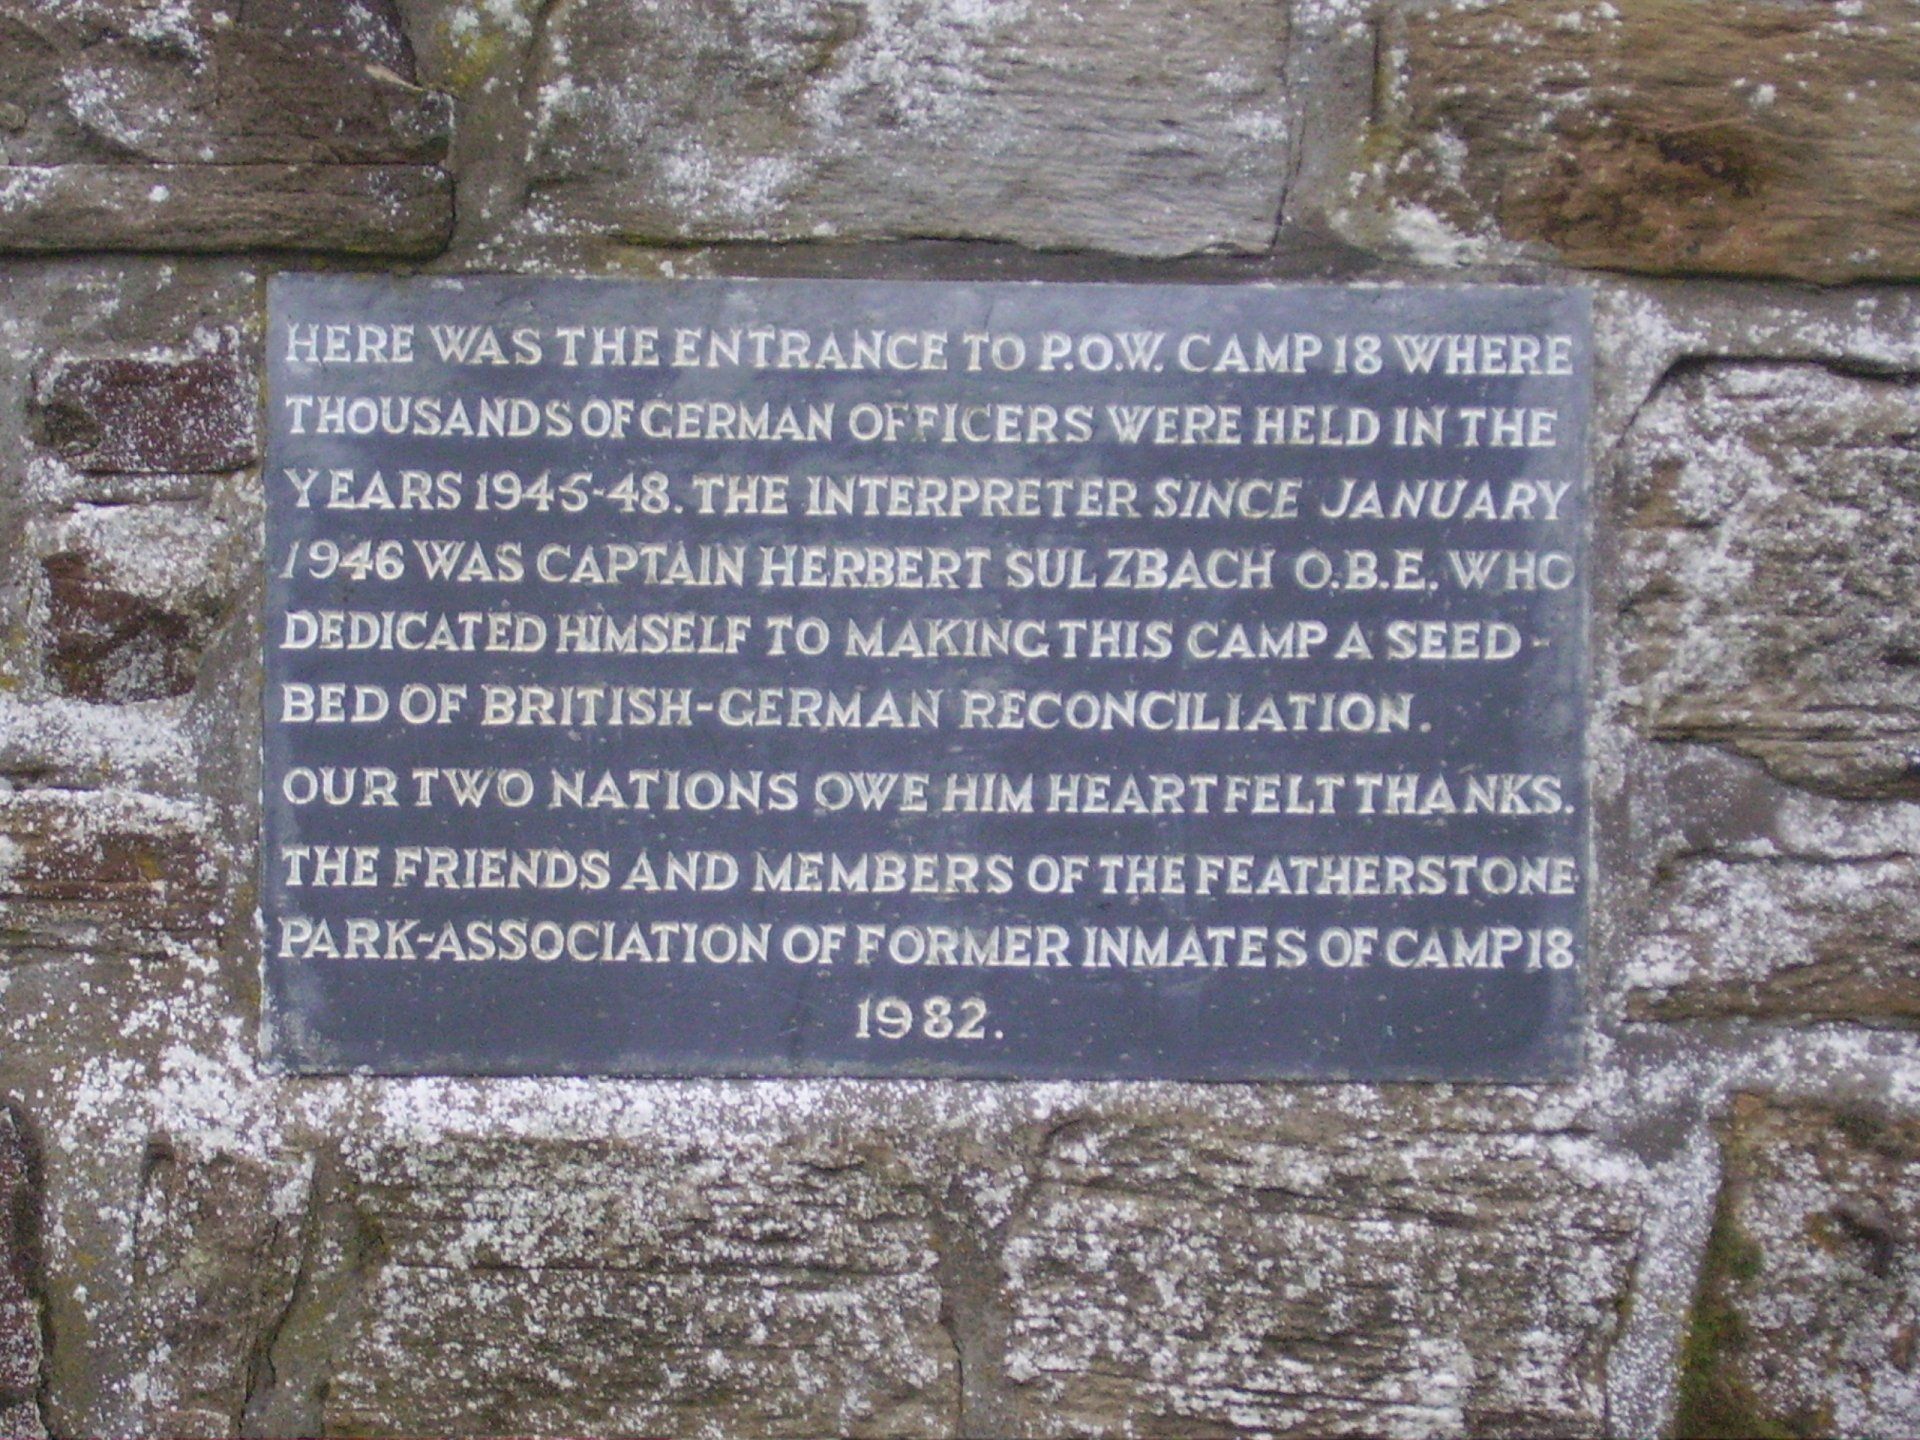 HERE WAS THE ENTRANCE TO P.O.W. CAMP 18 WHERE
THOUSANDS OF GERMAN OFFICERS WERE HELD IN THE
YEARS 1945-48. THE INTERPRETER SINCE JANUARY
1946 WAS CAPTAIN HERBERT SULZBACH O.B.E. WHO
DEDICATED HIMSELF TO MAKING THIS CAMP A SEED-
BED OF BRITISH-GERMAN RECONCILIATION.
OUR TWO NATIONS OWE HIM HEARTFELT THANKS.
THE FRIENDS AND MEMBERS OF THE FEATHERSTONE
PARK-ASSOCIATION OF FORMER INMATES OF CAMP 18
1982.